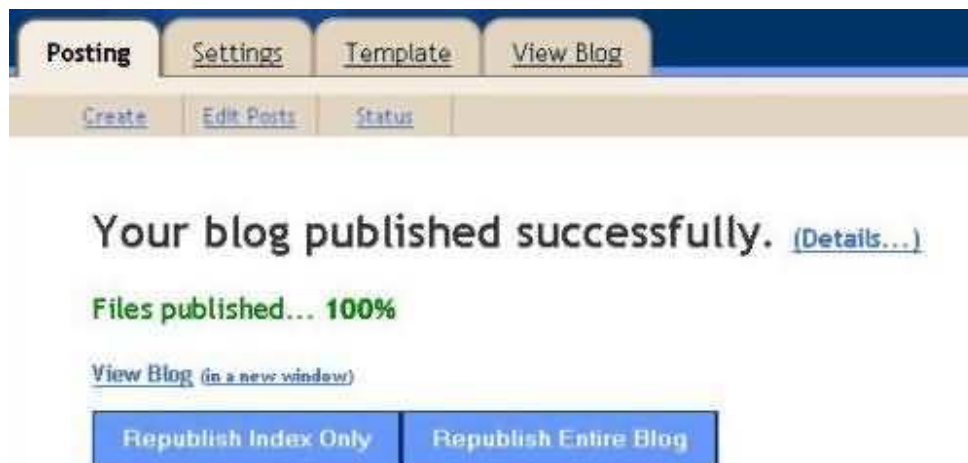 Posting Settings Template View Blog
Create Edit Posts Status
Your blog published successfully. (Details...)
Files published... 100%
View Blog (in a new window)
Republish Index Only Republish Entire Blog